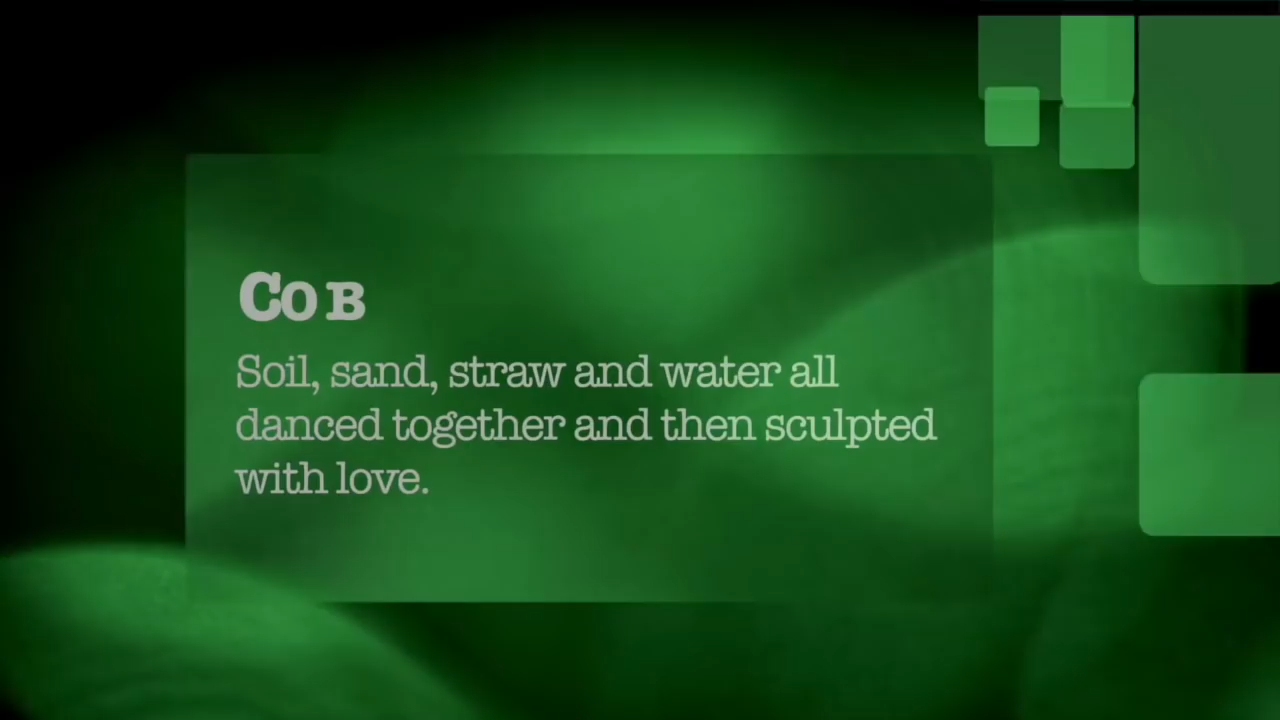 Cob
Soil, sand, straw and water all
danced together and then sculpted
with love.